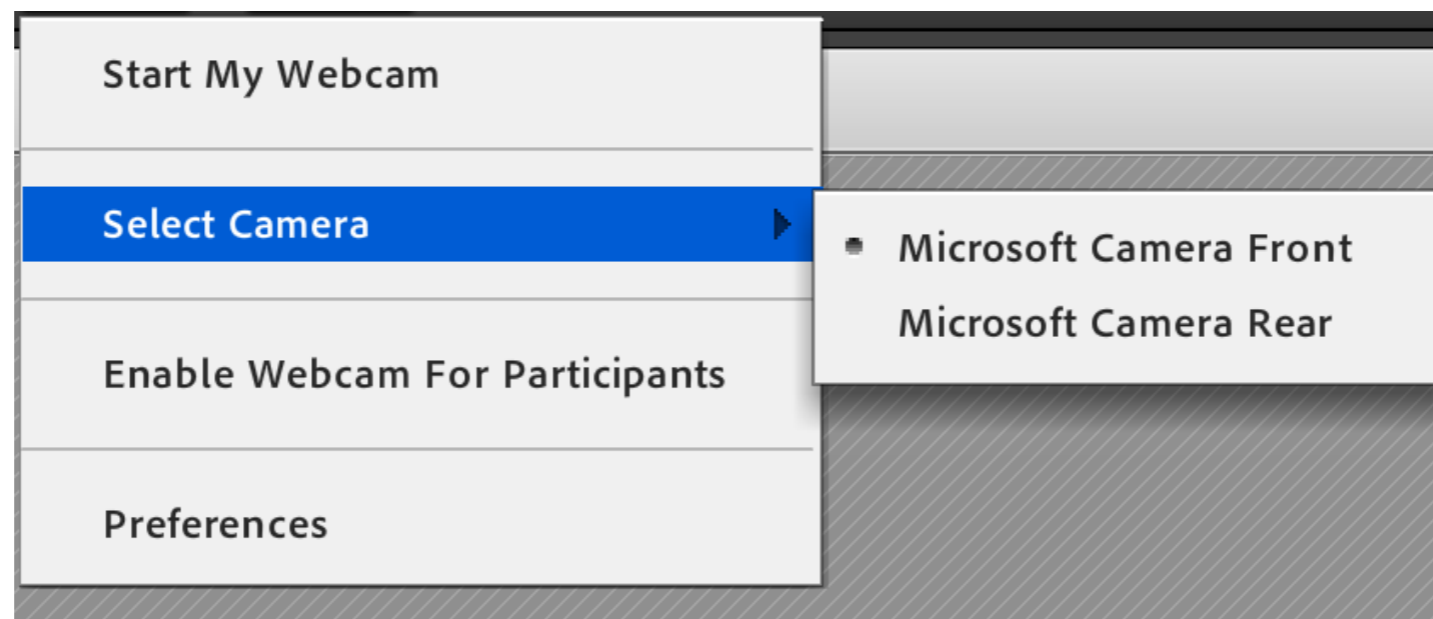 Start My Webcam
Select Camera
Microsoft Camera Front
Microsoft Camera Rear
Enable Webcam For Participants
Preferences